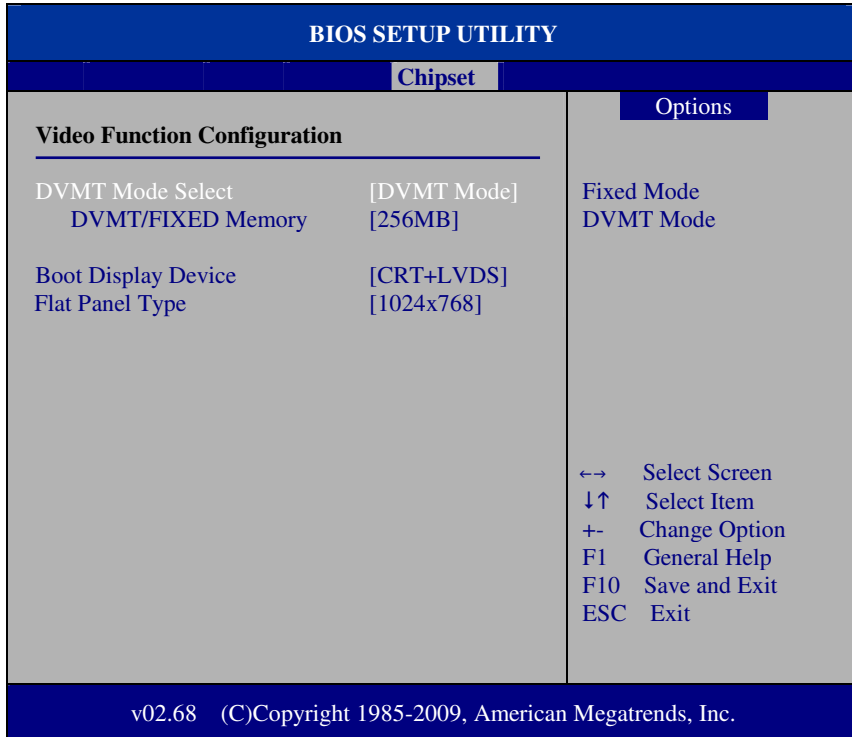 BIOS SETUP UTILITY
Chipset
Video Function Configuration
DVMT Mode Select [DVMT Mode]
DVMT/FIXED Memory [256MB]
Boot Display Device [CRT+LVDS]
Flat Panel Type [1024x768]
Options
Fixed Mode
DVMT Mode
←→ Select Screen
↓↑ Select Item
+- Change Option
F1 General Help
F10 Save and Exit
ESC Exit
v02.68 (C)Copyright 1985-2009, American Megatrends, Inc.